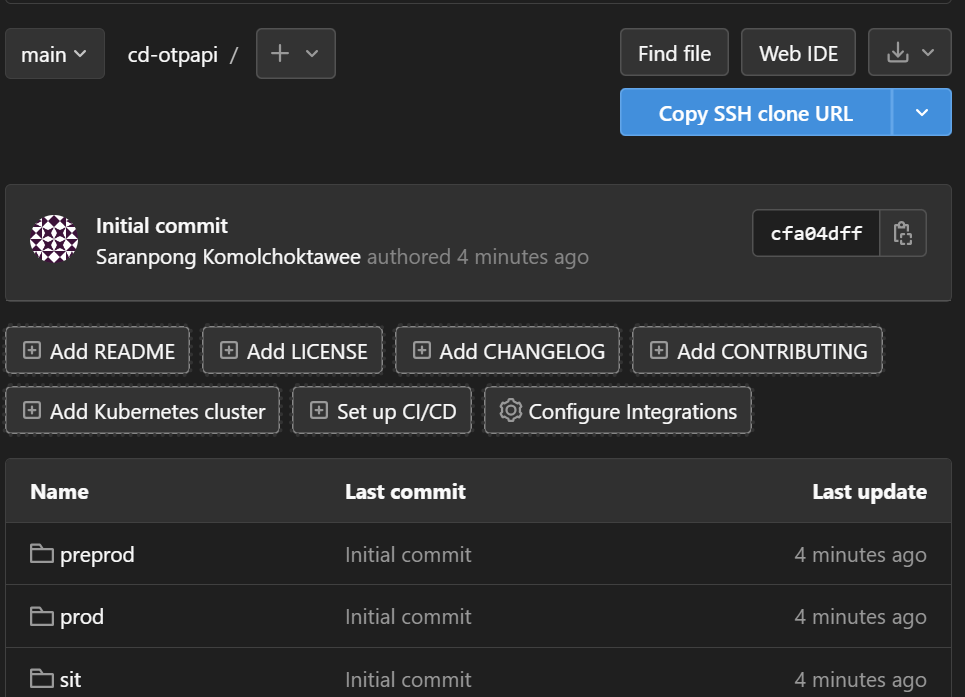 main cd-otpapi / + Find file Web IDE
Copy SSH clone URL
Initial commit
Saranpong Komolchoktawee authored 4 minutes ago
cfa04dff
Add README Add LICENSE Add CHANGELOG Add CONTRIBUTING
Add Kubernetes cluster Set up CI/CD Configure Integrations
Name Last commit Last update
preprod Initial commit 4 minutes ago
prod Initial commit 4 minutes ago
sit Initial commit 4 minutes ago